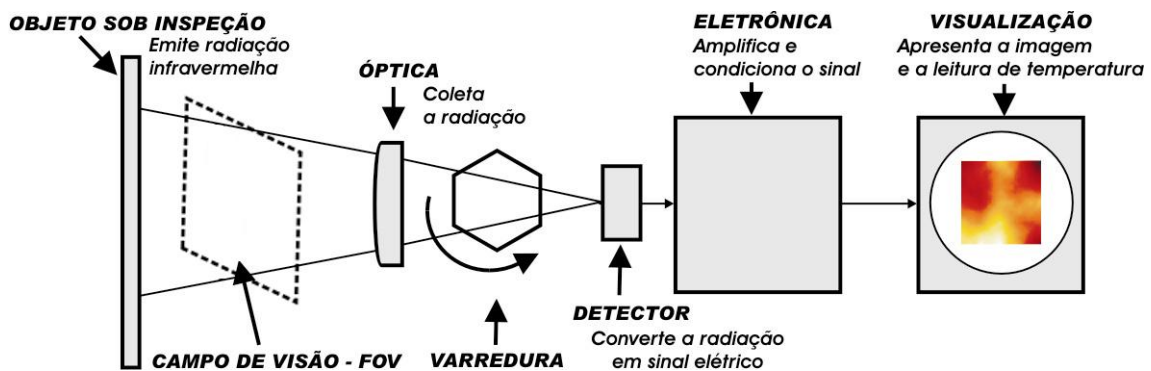 OBJETO SOB INSPEÇÃO
Emite radiação
infravermelha
ÓPTICA
Coleta
a radiação
ELETRÔNICA
Amplifica e
condiciona o sinal
VISUALIZAÇÃO
Apresenta a imagem
e a leitura de temperatura
CAMPO DE VISÃO - FOV
VARREDURA
DETECTOR
Converte a radiação
em sinal elétrico